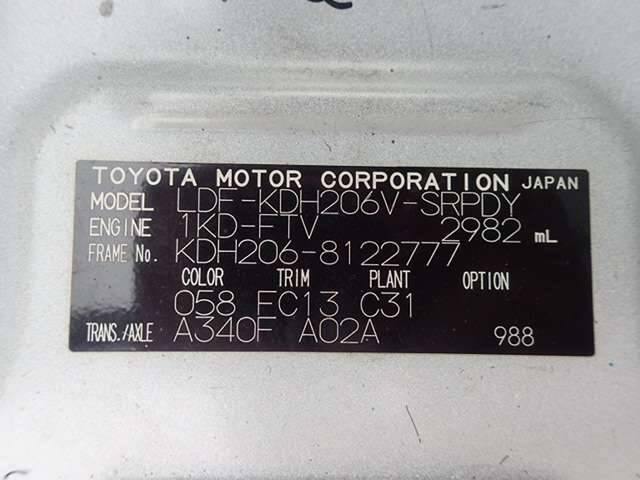 TOYOTA MOTOR CORPORATION JAPAN
MODEL LDF-KDH206V-SRPDY
ENGINE 1KD-FTV 2982 mL
FRAME No. KDH206-8122777
COLOR TRIM PLANT OPTION
058 FC13 C31
TRANS./AXLE A340F A02A 988